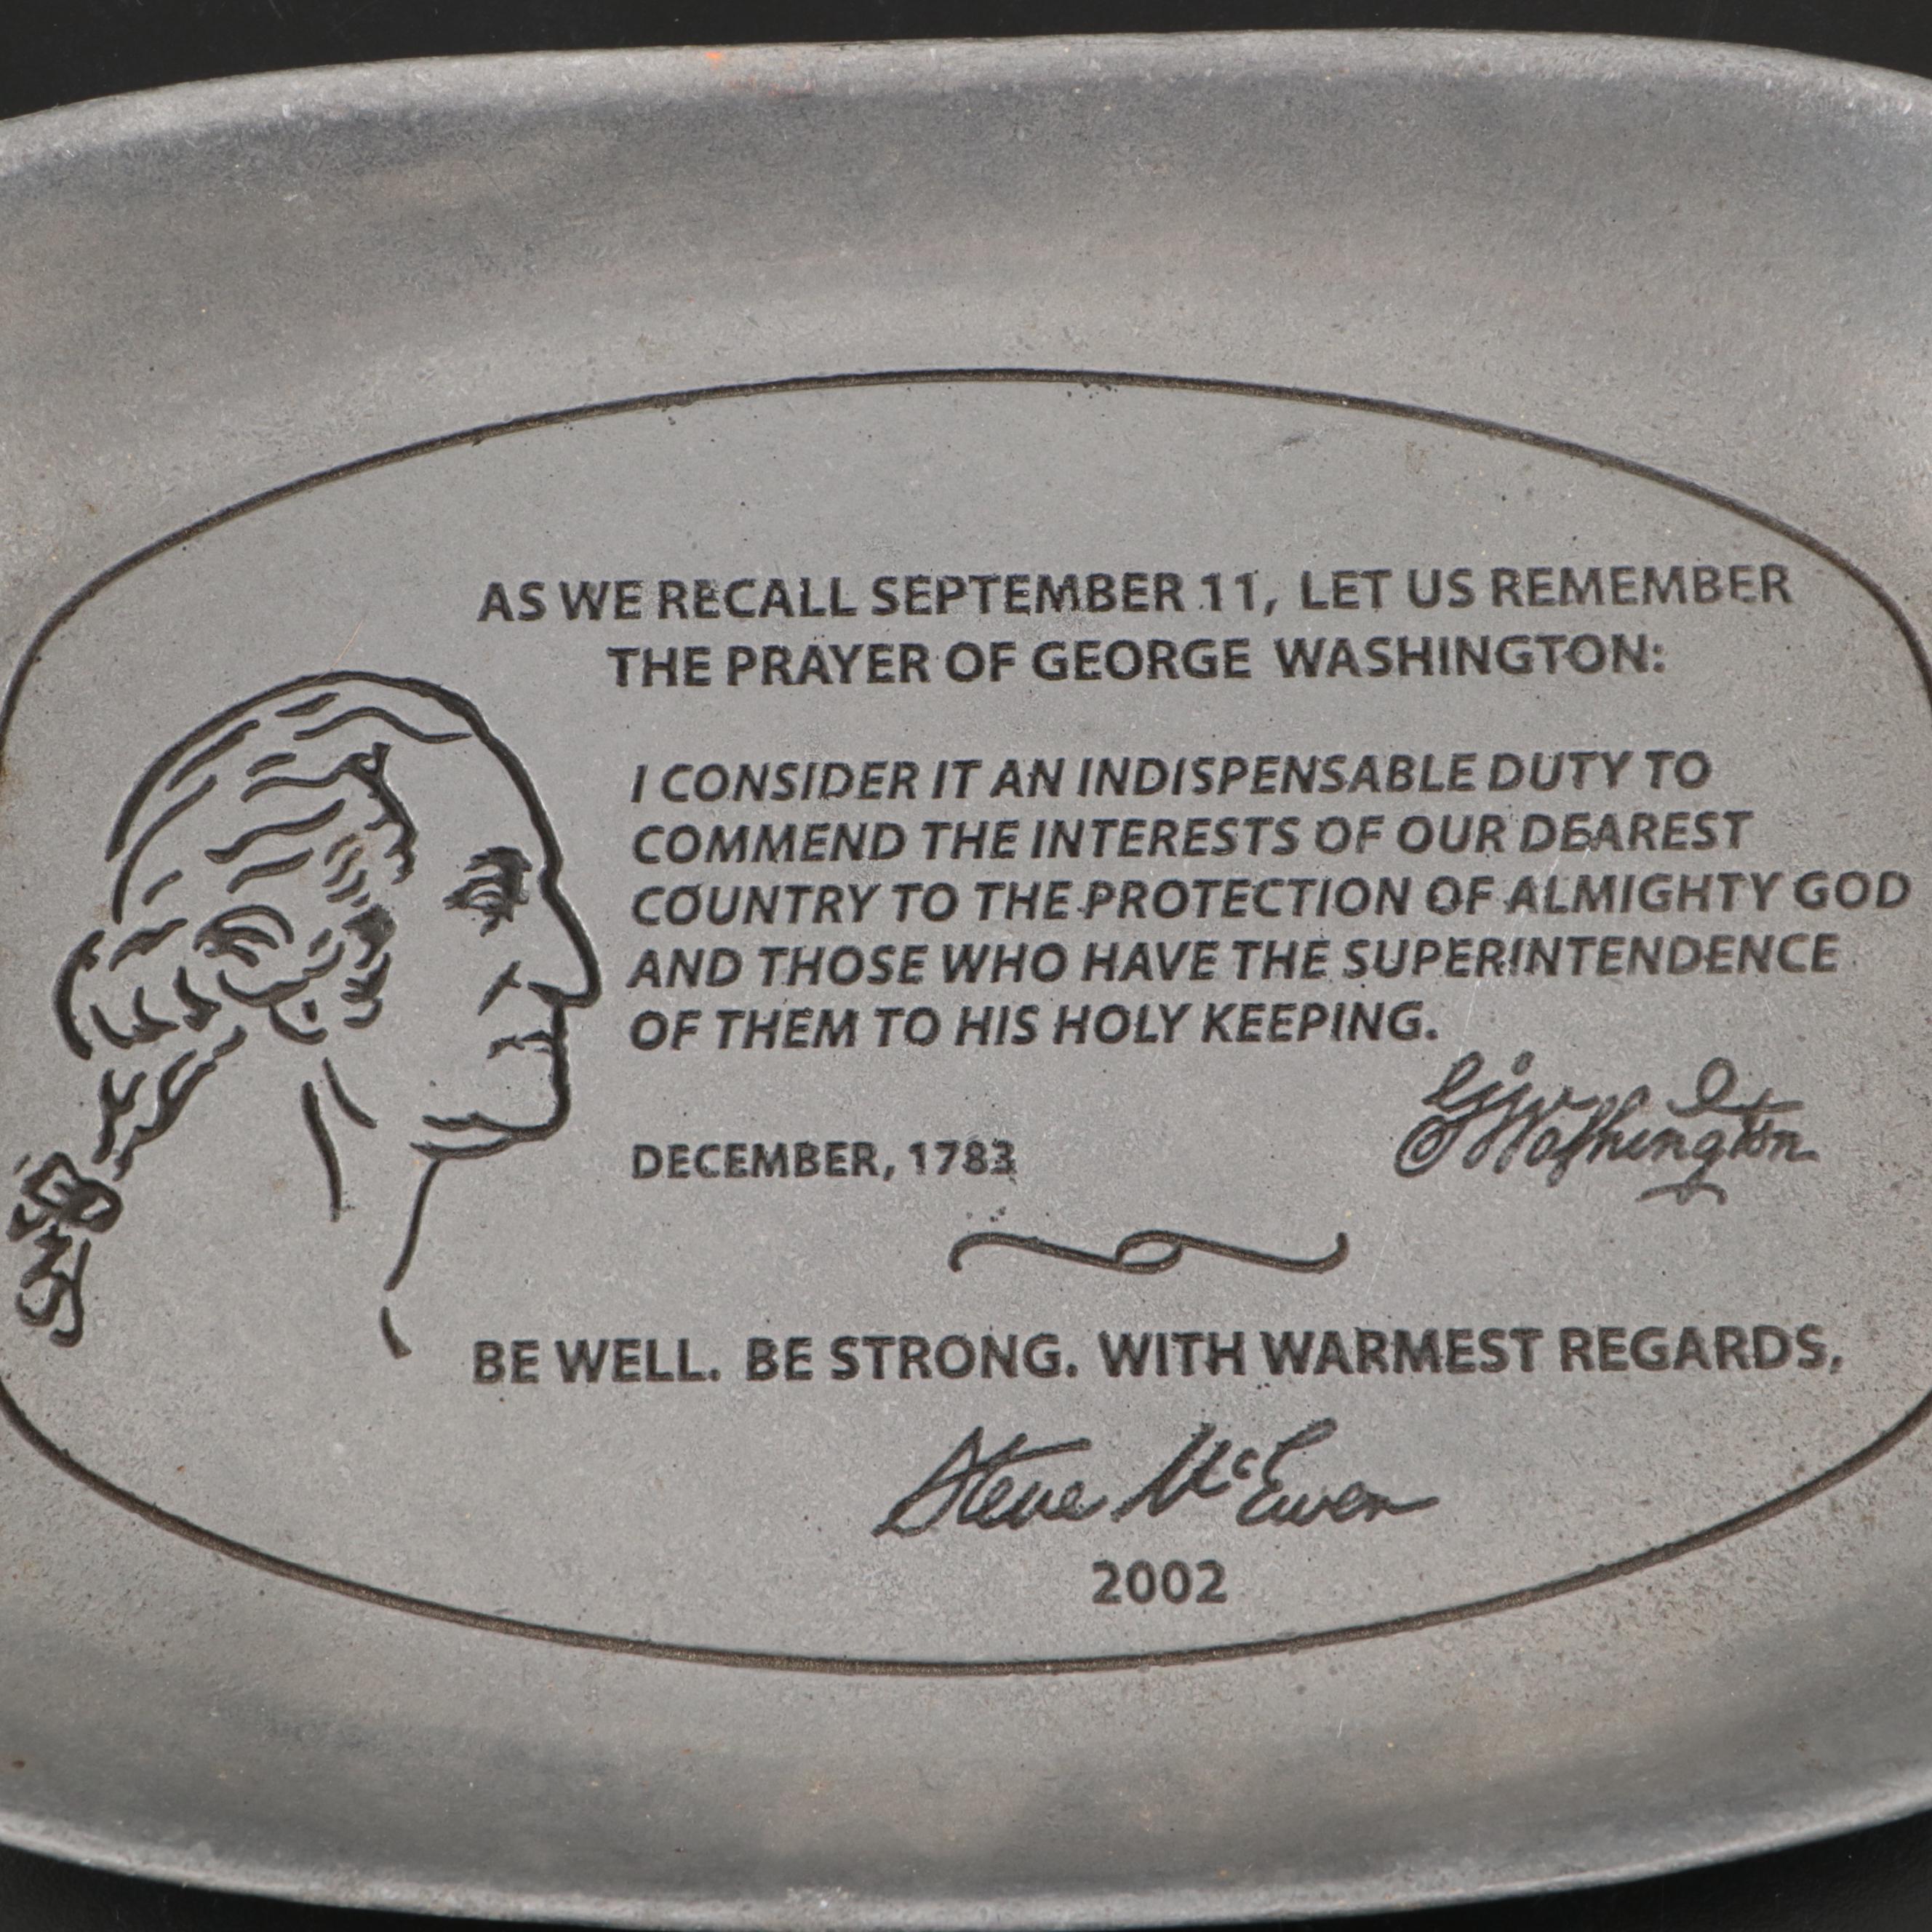 AS WE RECALL SEPTEMBER 11, LET US REMEMBER
THE PRAYER OF GEORGE WASHINGTON:
I CONSIDER IT AN INDISPENSABLE DUTY TO
COMMEND THE INTERESTS OF OUR DEAREST
COUNTRY TO THE PROTECTION OF ALMIGHTY GOD
AND THOSE WHO HAVE THE SUPERINTENDENCE
OF THEM TO HIS HOLY KEEPING.
G Washington
DECEMBER, 1783
BE WELL. BE STRONG. WITH WARMEST REGARDS,
Steve McEwen
2002